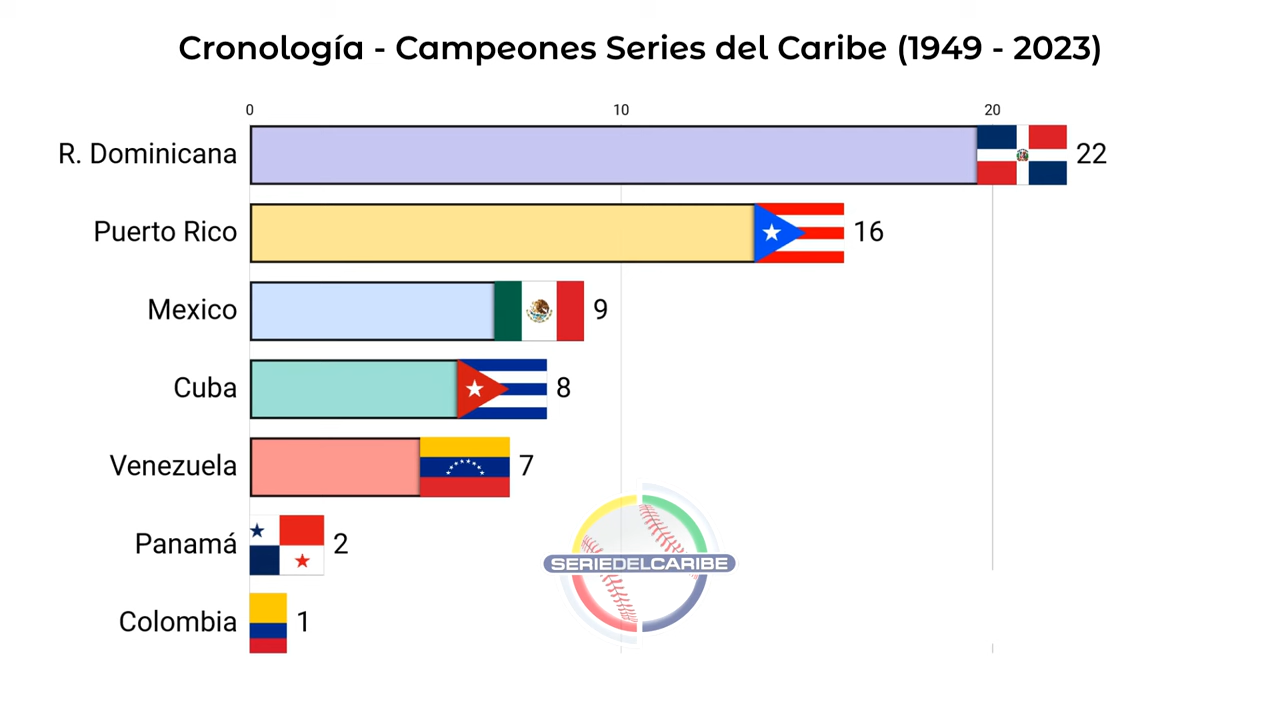 Cronología - Campeones Series del Caribe (1949 - 2023)
0 10 20
R. Dominicana 22
Puerto Rico 16
Mexico 9
Cuba 8
Venezuela 7
Panamá 2
SERIEDELCARIBE
Colombia 1